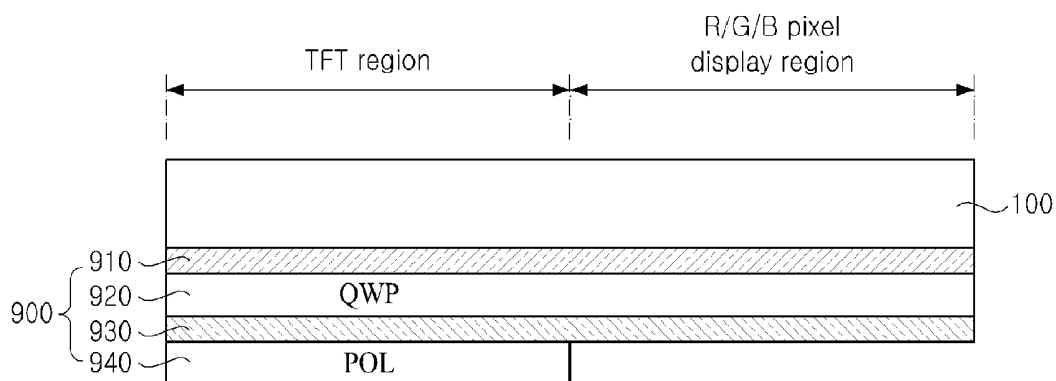 TFT region
R/G/B pixel
display region
100
900
910
920
QWP
930
940
POL